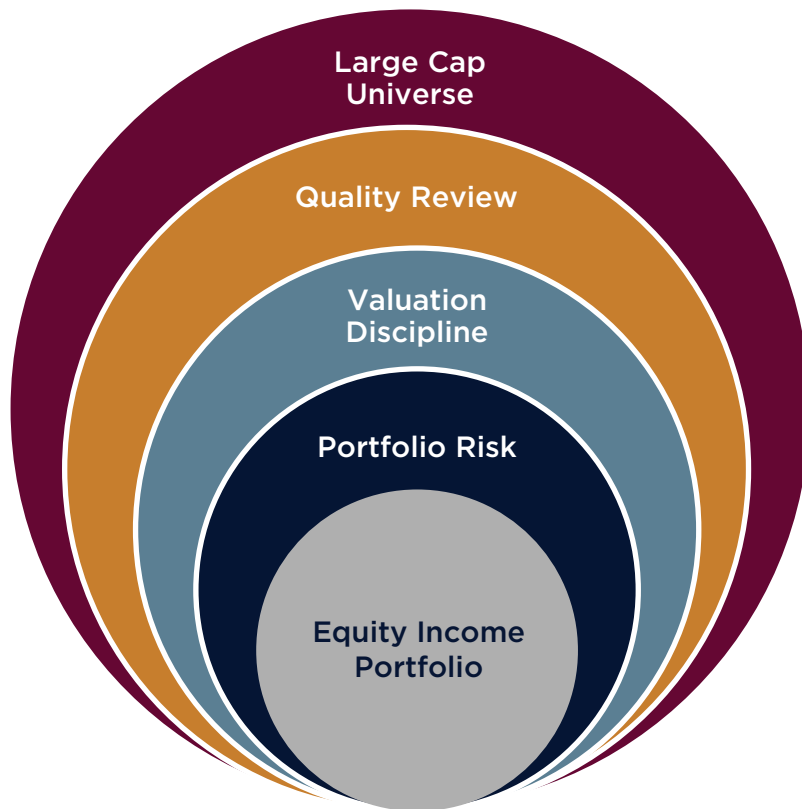 Large Cap
Universe
Quality Review
Valuation
Discipline
Portfolio Risk
Equity Income
Portfolio